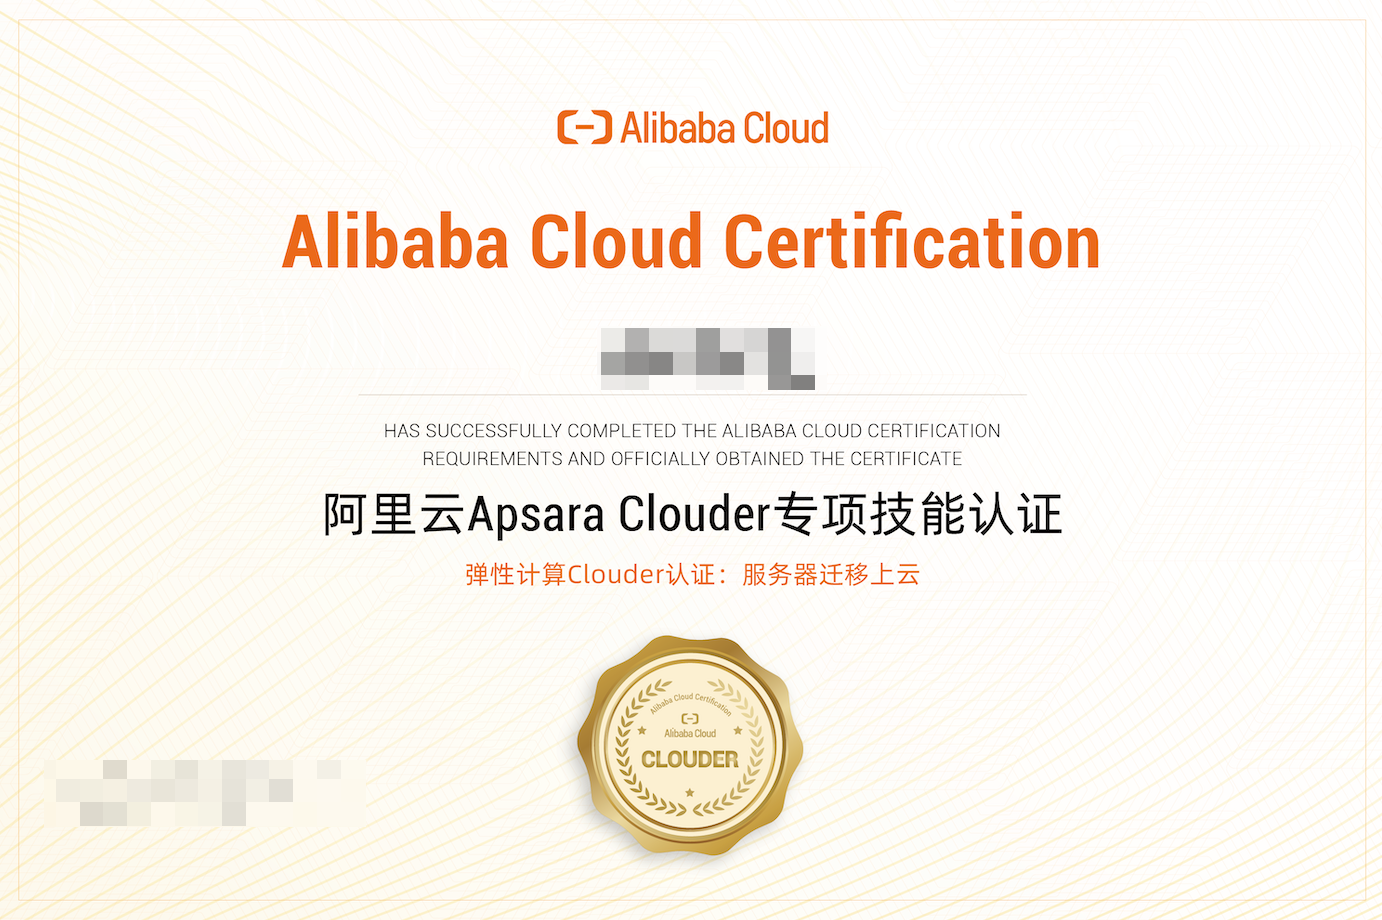 Alibaba Cloud
Alibaba Cloud Certification
HAS SUCCESSFULLY COMPLETED THE ALIBABA CLOUD CERTIFICATION
REQUIREMENTS AND OFFICIALLY OBTAINED THE CERTIFICATE
阿里云Apsara Clouder专项技能认证
弹性计算Clouder认证：服务器迁移上云
Alibaba Cloud Certification
Alibaba Cloud
CLOUDER